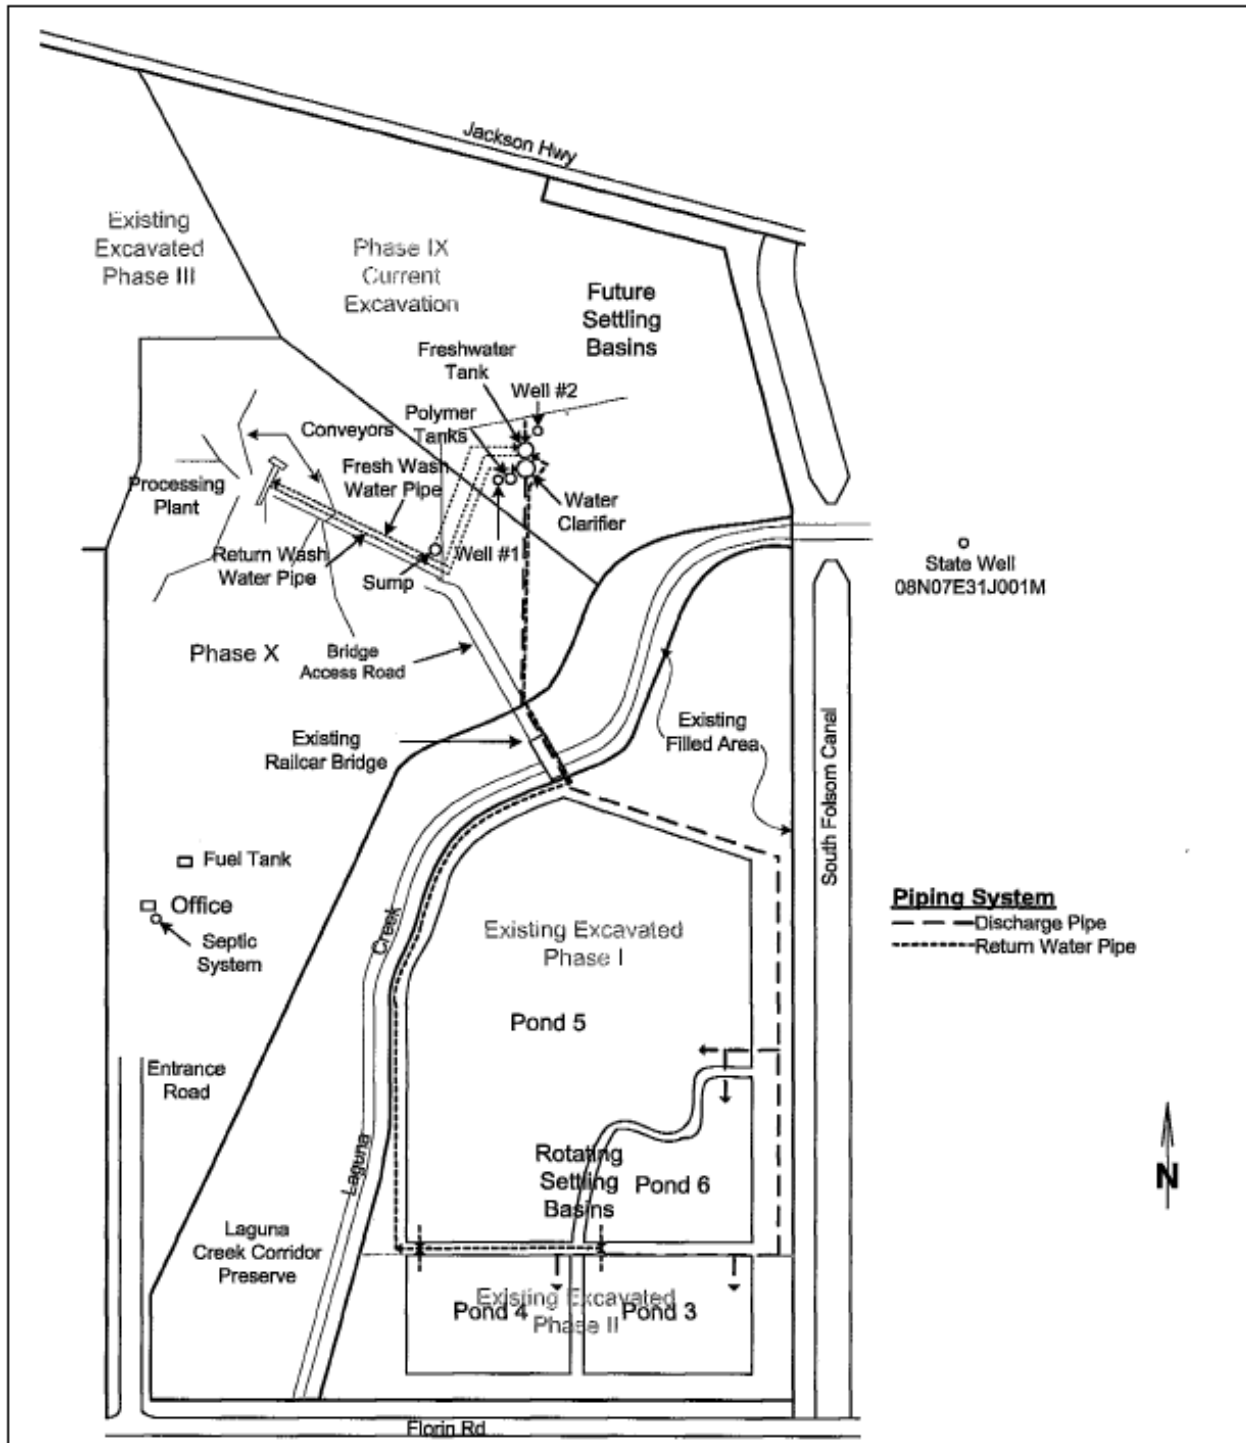 Jackson Hwy
Existing
Excavated
Phase III
Phase IX
Current
Excavation
Future
Settling
Basins
Freshwater
Tank
Well #2
Polymer
Tanks
Conveyors
Fresh Wash
Water Pipe
Processing
Plant
Water
Clarifier
Return Wash
Water Pipe
Sump
Well #1
State Well
08N07E31J001M
Phase X
Bridge
Access Road
Existing
Railcar Bridge
Existing
Filled Area
South Folsom Canal
Fuel Tank
Office
Septic
System
Piping System
Discharge Pipe
Return Water Pipe
Creek
Laguna
Existing Excavated
Phase I
Pond 5
Entrance
Road
Rotating
Settling
Basins
Pond 6
N
Laguna
Creek Corridor
Preserve
Existing Excavated
Phase II
Pond 4
Pond 3
Florin Rd